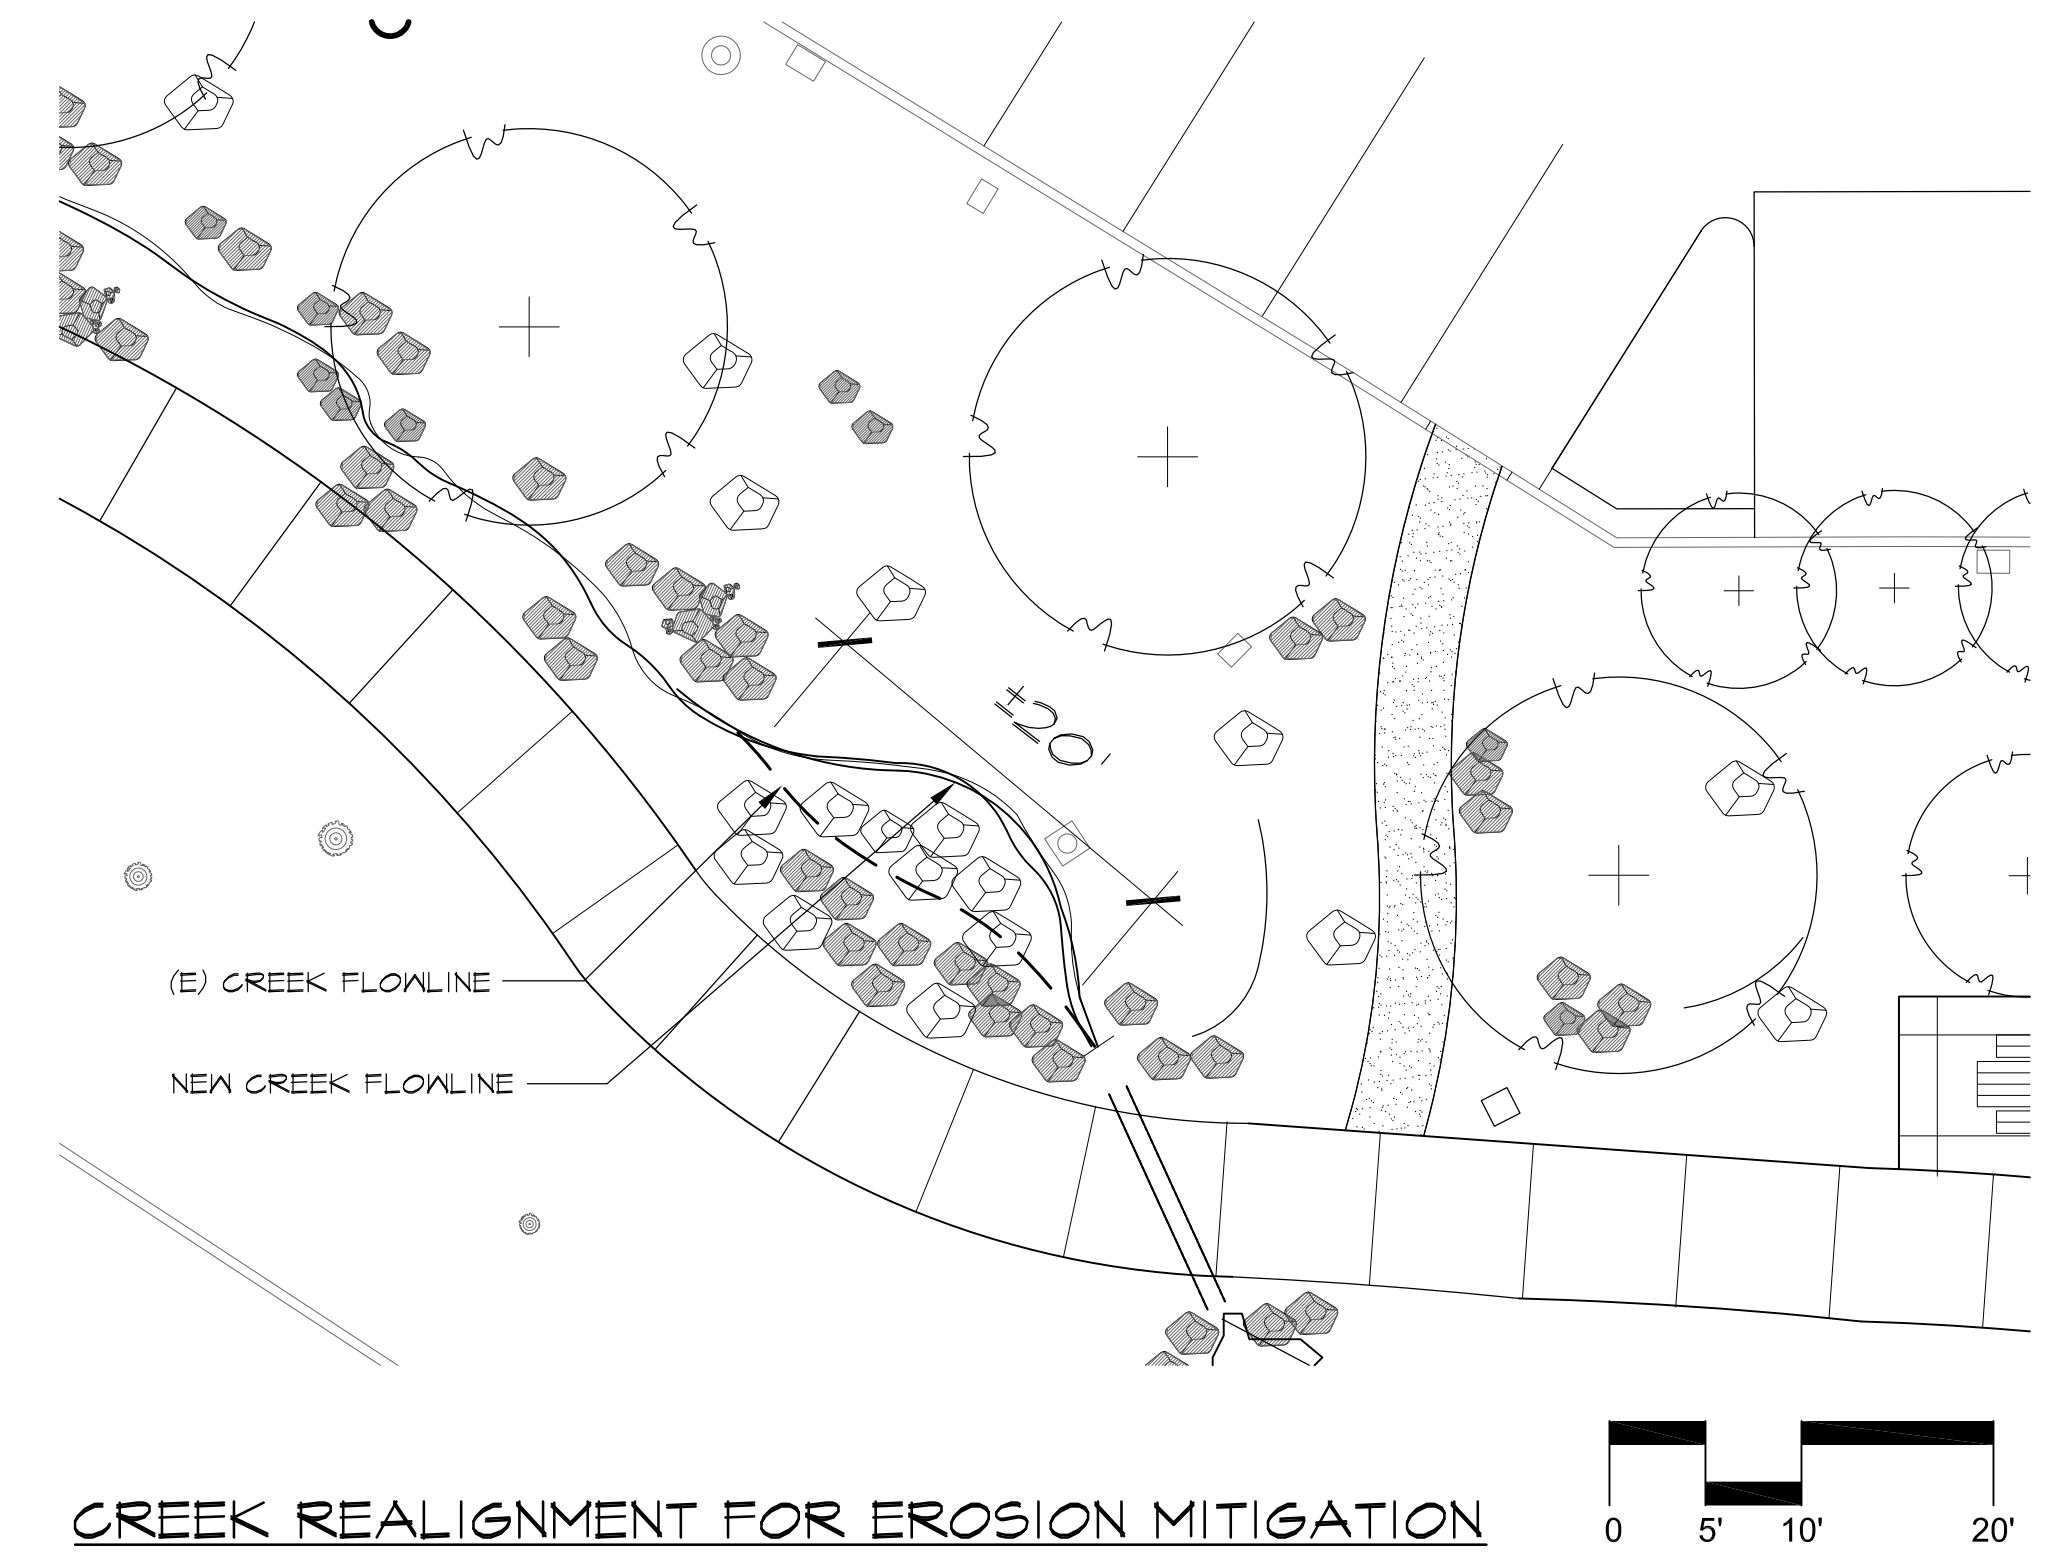 ±20'
(E) CREEK FLOWLINE
NEW CREEK FLOWLINE
CREEK REALIGNMENT FOR EROSION MITIGATION
0 5' 10' 20'